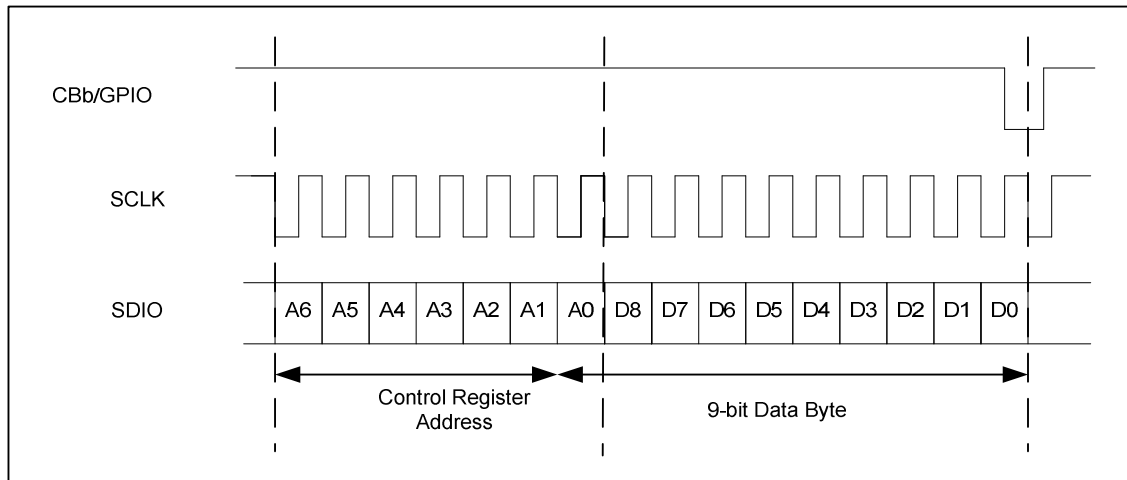 CBb/GPIO
SCLK
SDIO
A6 A5 A4 A3 A2 A1 A0 D8 D7 D6 D5 D4 D3 D2 D1 D0
Control Register
Address
9-bit Data Byte